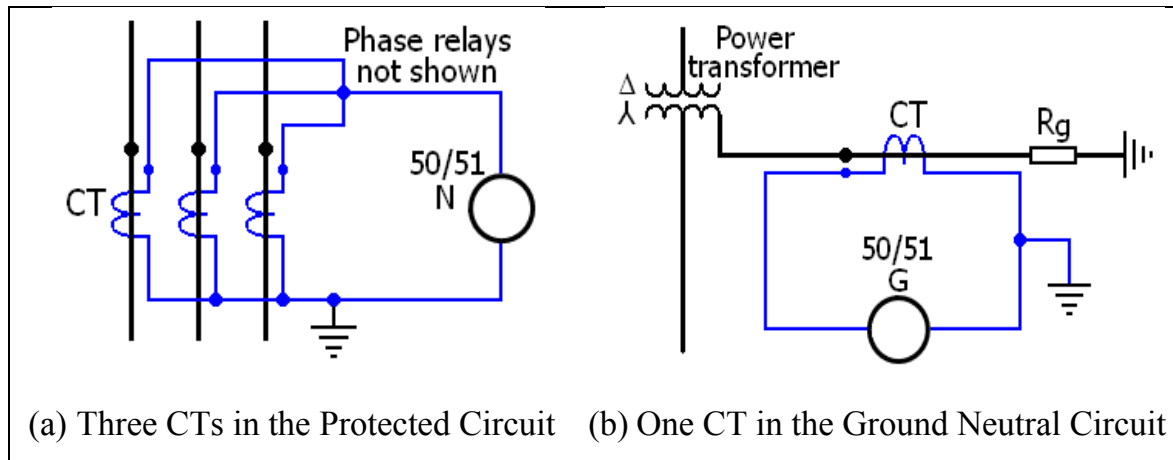 Phase relays
not shown
50/51
N
CT
(a) Three CTs in the Protected Circuit
Power
transformer
Δ
CT
Rg
50/51
G
(b) One CT in the Ground Neutral Circuit